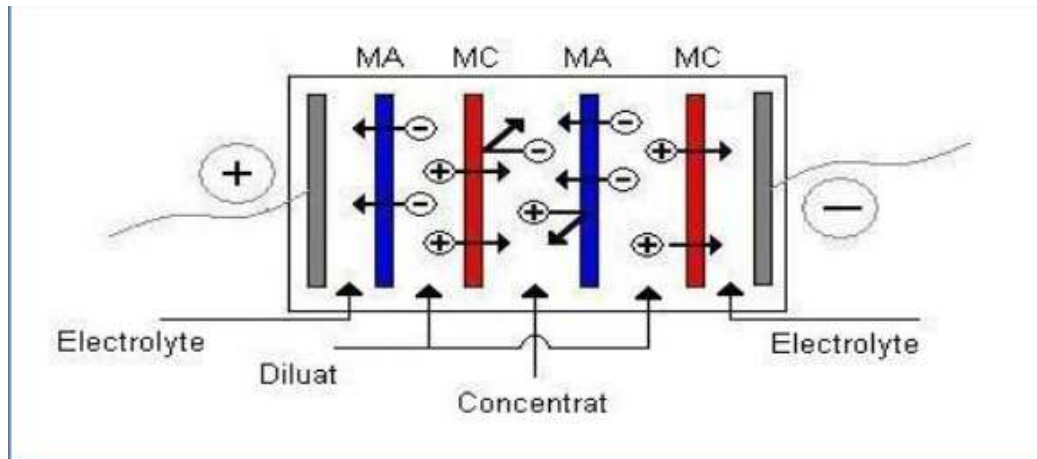 MA MC MA MC
+
−
Electrolyte
Diluat
Concentrat
Electrolyte